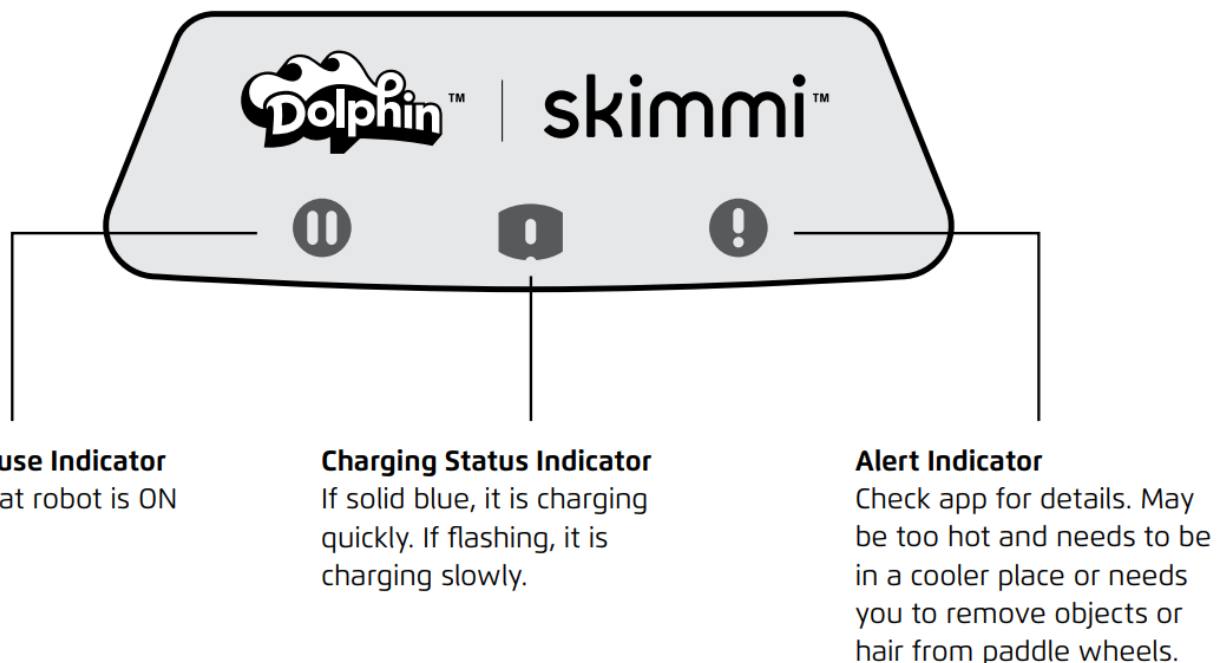 Dolphin™ | skimmi™
use Indicator
at robot is ON
Charging Status Indicator
If solid blue, it is charging
quickly. If flashing, it is
charging slowly.
Alert Indicator
Check app for details. May
be too hot and needs to be
in a cooler place or needs
you to remove objects or
hair from paddle wheels.